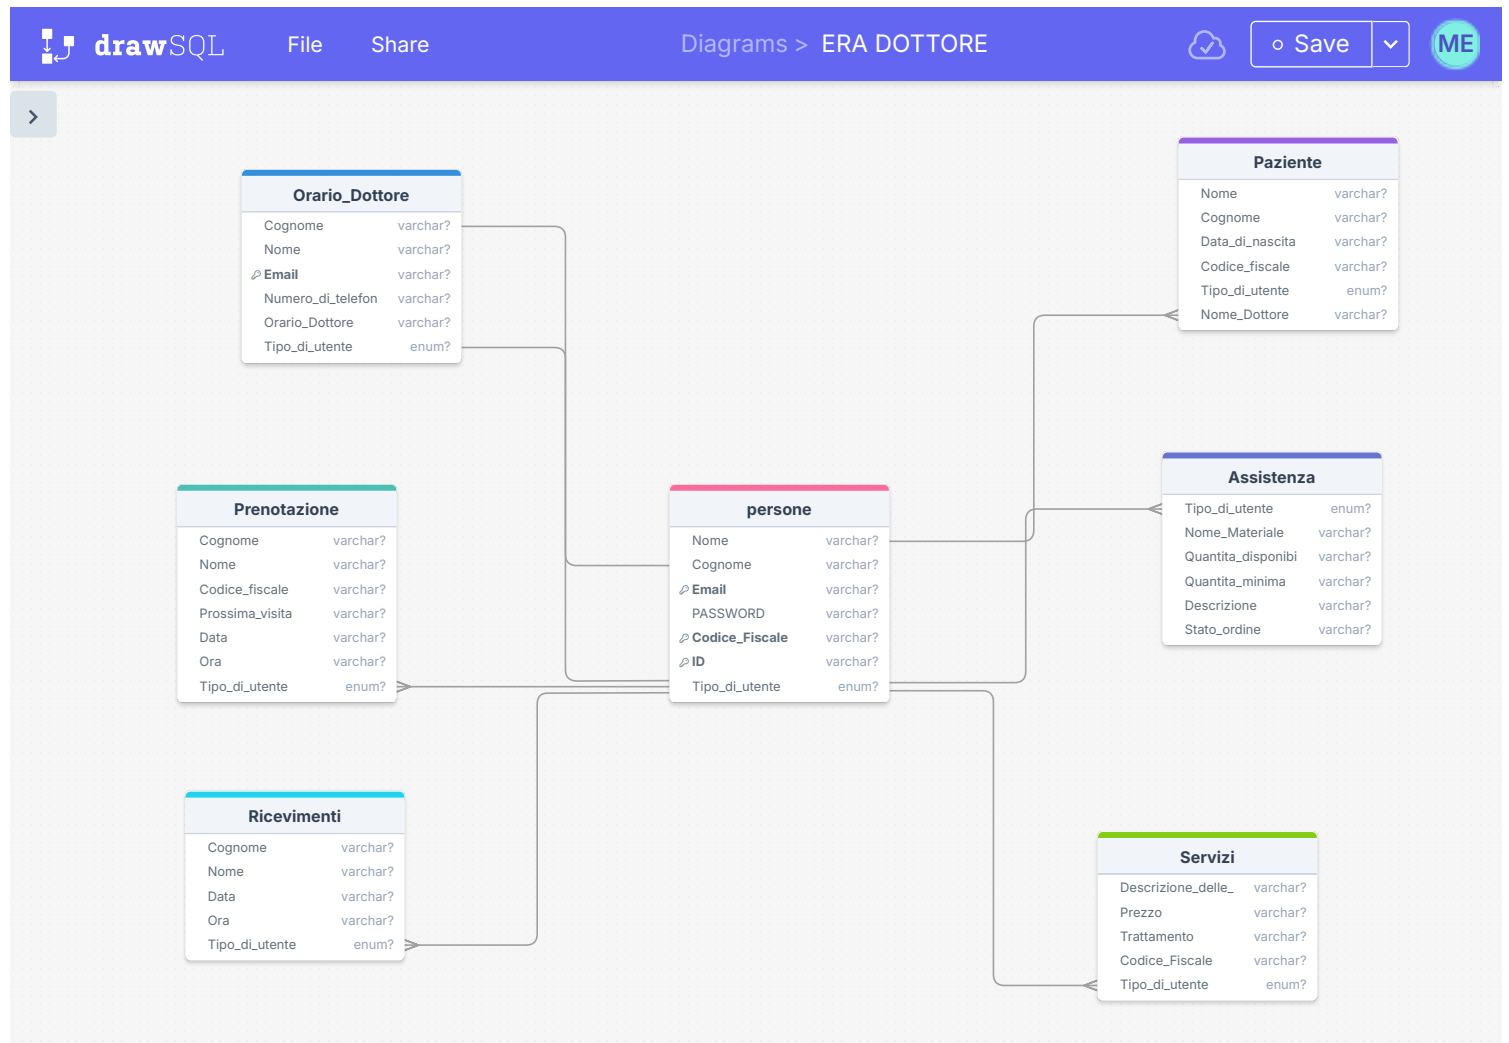 drawSQL File Share Diagrams > ERA DOTTORE Save ME
Orario_Dottore
Cognome varchar?
Nome varchar?
Email varchar?
Numero_di_telefon varchar?
Orario_Dottore varchar?
Tipo_di_utente enum?
Paziente
Nome varchar?
Cognome varchar?
Data_di_nascita varchar?
Codice_fiscale varchar?
Tipo_di_utente enum?
Nome_Dottore varchar?
Prenotazione
Cognome varchar?
Nome varchar?
Codice_fiscale varchar?
Prossima_visita varchar?
Data varchar?
Ora varchar?
Tipo_di_utente enum?
persone
Nome varchar?
Cognome varchar?
Email varchar?
PASSWORD varchar?
Codice_Fiscale varchar?
ID varchar?
Tipo_di_utente enum?
Assistenza
Tipo_di_utente enum?
Nome_Materiale varchar?
Quantita_disponibi varchar?
Quantita_minima varchar?
Descrizione varchar?
Stato_ordine varchar?
Ricevimenti
Cognome varchar?
Nome varchar?
Data varchar?
Ora varchar?
Tipo_di_utente enum?
Servizi
Descrizione_delle_ varchar?
Prezzo varchar?
Trattamento varchar?
Codice_Fiscale varchar?
Tipo_di_utente enum?